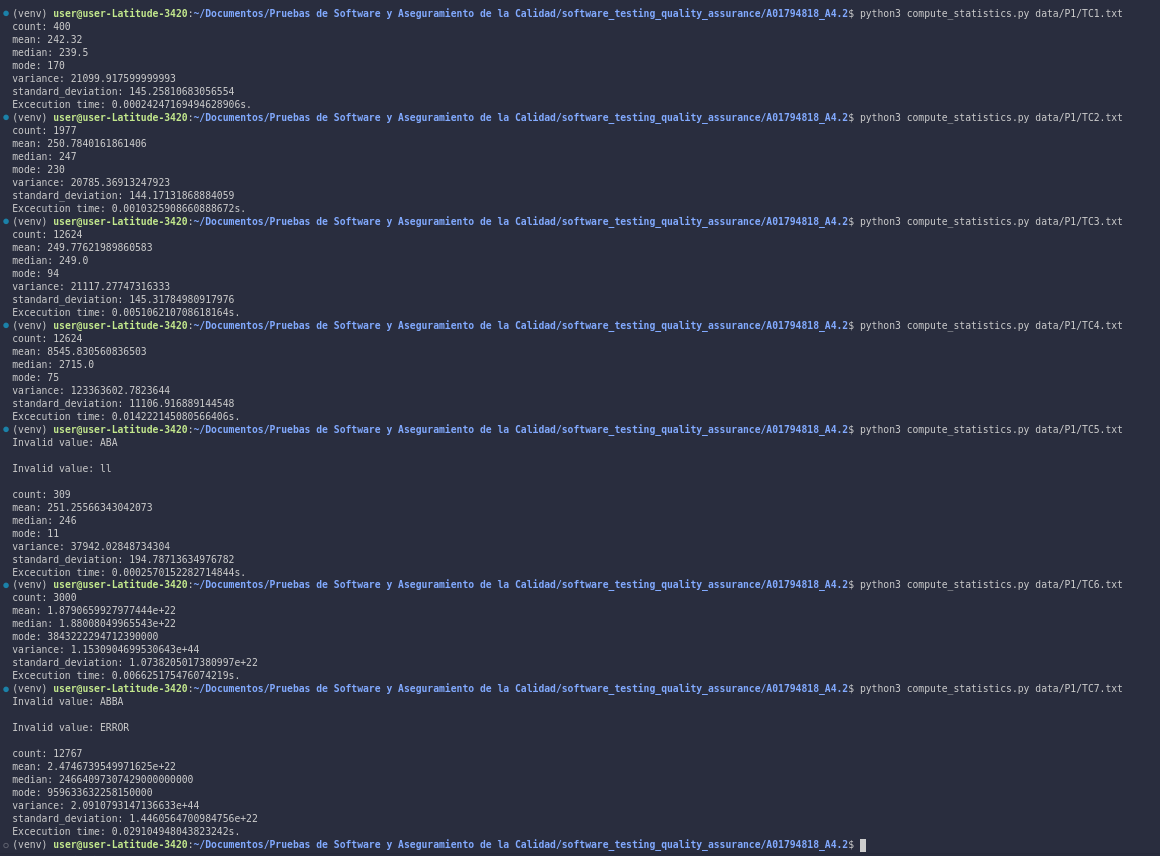 (venv) user@user-Latitude-3420:~/Documentos/Pruebas de Software y Aseguramiento de la Calidad/software_testing_quality_assurance/A01794818_A4.2$ python3 compute_statistics.py data/P1/TC1.txt
count: 400
mean: 242.32
median: 239.5
mode: 170
variance: 21099.917599999993
standard_deviation: 145.25810683056554
Excecution time: 0.00024247169494628906s.
(venv) user@user-Latitude-3420:~/Documentos/Pruebas de Software y Aseguramiento de la Calidad/software_testing_quality_assurance/A01794818_A4.2$ python3 compute_statistics.py data/P1/TC2.txt
count: 1977
mean: 250.7840161861406
median: 247
mode: 230
variance: 20785.36913247923
standard_deviation: 144.17131868884059
Excecution time: 0.0010325908660888672s.
(venv) user@user-Latitude-3420:~/Documentos/Pruebas de Software y Aseguramiento de la Calidad/software_testing_quality_assurance/A01794818_A4.2$ python3 compute_statistics.py data/P1/TC3.txt
count: 12624
mean: 249.77621989860583
median: 249.0
mode: 94
variance: 21117.27747316333
standard_deviation: 145.31784980917976
Excecution time: 0.005106210708618164s.
(venv) user@user-Latitude-3420:~/Documentos/Pruebas de Software y Aseguramiento de la Calidad/software_testing_quality_assurance/A01794818_A4.2$ python3 compute_statistics.py data/P1/TC4.txt
count: 12624
mean: 8545.830560836503
median: 2715.0
mode: 75
variance: 123363602.7823644
standard_deviation: 11106.916889144548
Excecution time: 0.014222145080566406s.
(venv) user@user-Latitude-3420:~/Documentos/Pruebas de Software y Aseguramiento de la Calidad/software_testing_quality_assurance/A01794818_A4.2$ python3 compute_statistics.py data/P1/TC5.txt
Invalid value: ABA
Invalid value: ll
count: 309
mean: 251.25566343042073
median: 246
mode: 11
variance: 37942.02848734304
standard_deviation: 194.78713634976782
Excecution time: 0.0002570152282714844s.
(venv) user@user-Latitude-3420:~/Documentos/Pruebas de Software y Aseguramiento de la Calidad/software_testing_quality_assurance/A01794818_A4.2$ python3 compute_statistics.py data/P1/TC6.txt
count: 3000
mean: 1.8790659927977444e+22
median: 1.88008049965543e+22
mode: 3843222294712390000
variance: 1.1530904699530643e+44
standard_deviation: 1.0738205017380997e+22
Excecution time: 0.006625175476074219s.
(venv) user@user-Latitude-3420:~/Documentos/Pruebas de Software y Aseguramiento de la Calidad/software_testing_quality_assurance/A01794818_A4.2$ python3 compute_statistics.py data/P1/TC7.txt
Invalid value: ABBA
Invalid value: ERROR
count: 12767
mean: 2.4746739549971625e+22
median: 24664097307429000000000
mode: 959633632258150000
variance: 2.0910793147136633e+44
standard_deviation: 1.4460564700984756e+22
Excecution time: 0.029104948043823242s.
(venv) user@user-Latitude-3420:~/Documentos/Pruebas de Software y Aseguramiento de la Calidad/software_testing_quality_assurance/A01794818_A4.2$